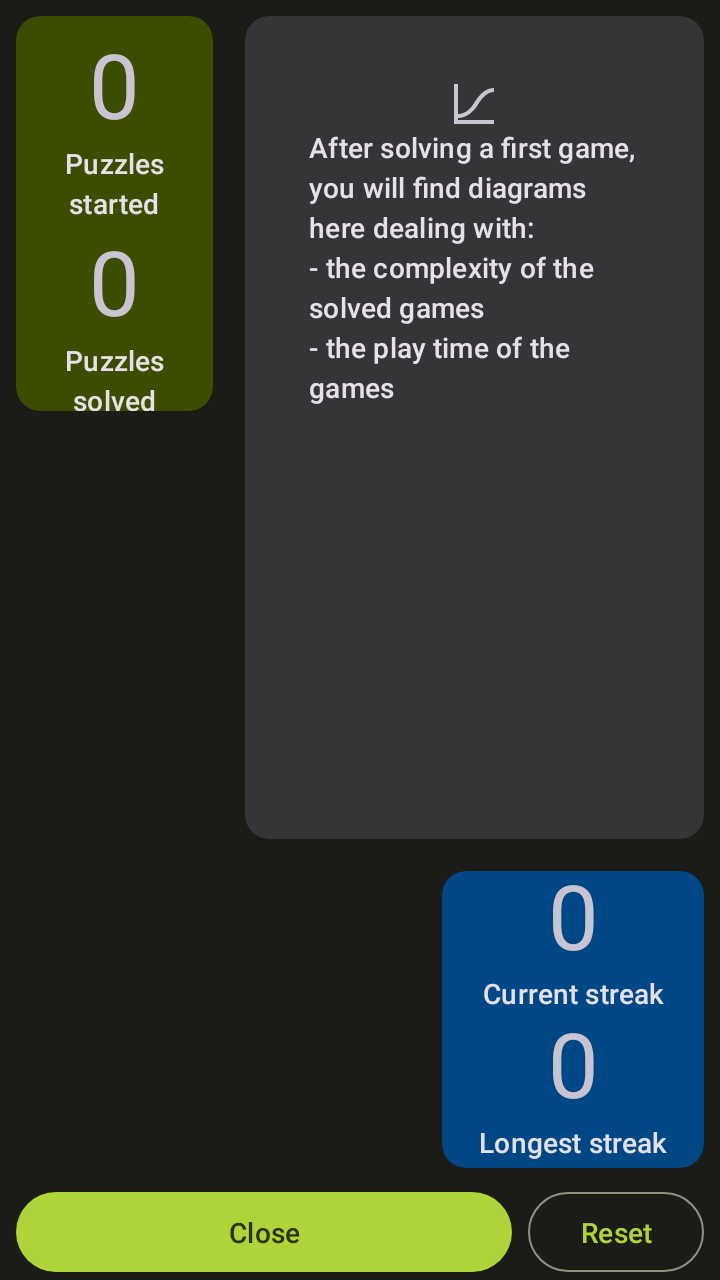 0
Puzzles
started
0
Puzzles
solved
After solving a first game,
you will find diagrams
here dealing with:
- the complexity of the
solved games
- the play time of the
games
0
Current streak
0
Longest streak
Close
Reset